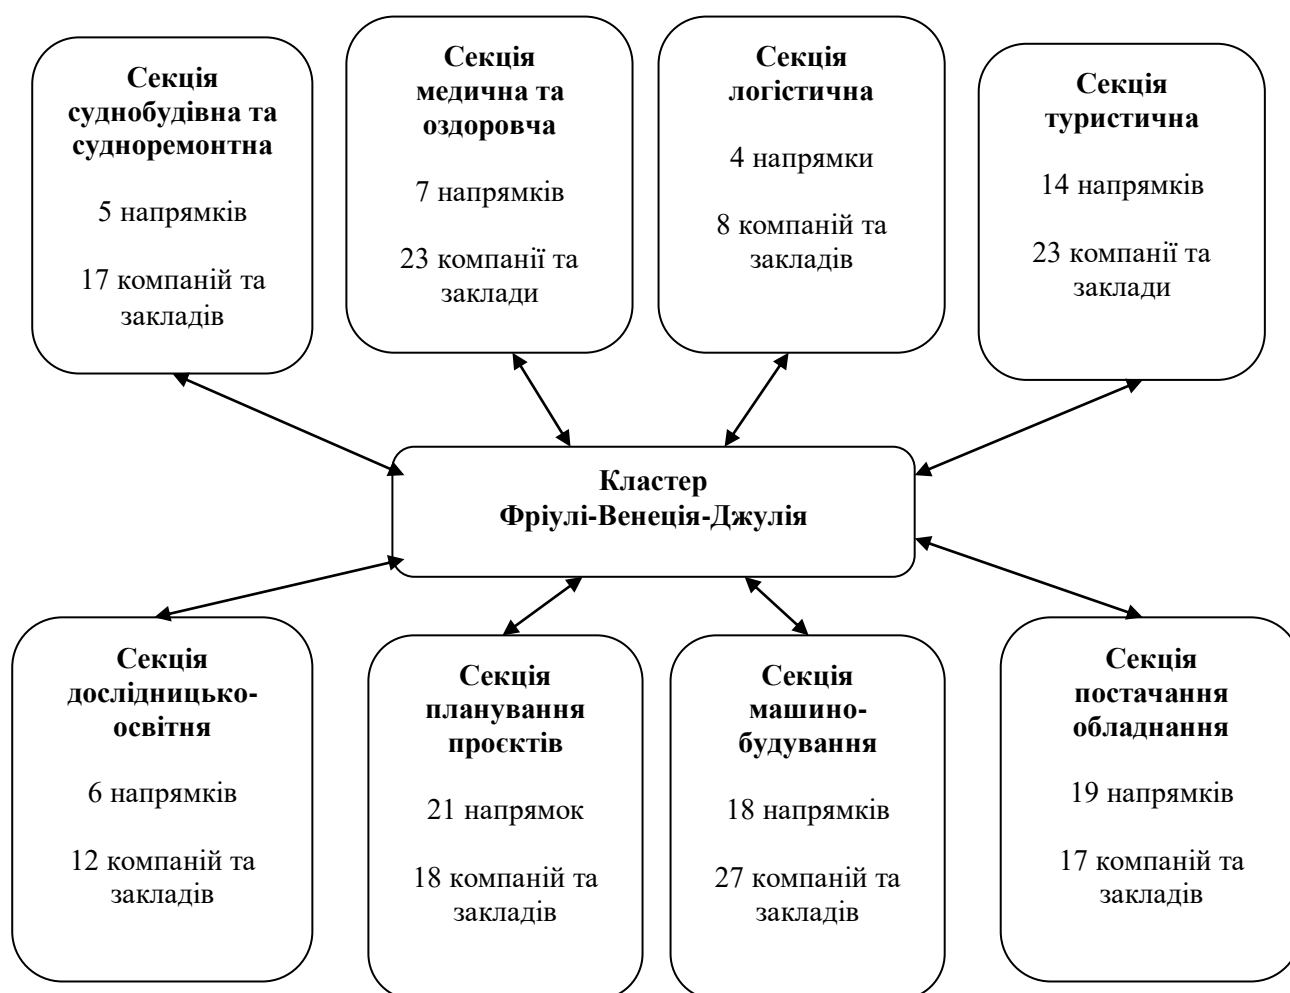 Секція
суднобудівна та
судноремонтна
5 напрямків
17 компаній та
закладів
Секція
медична та
оздоровча
7 напрямків
23 компанії та
заклади
Секція
логістична
4 напрямки
8 компаній та
закладів
Секція
туристична
14 напрямків
23 компанії та
заклади
Кластер
Фріулі-Венеція-Джулія
Секція
дослідницько-
освітня
6 напрямків
12 компаній та
закладів
Секція
планування
проєктів
21 напрямок
18 компаній та
закладів
Секція
машино-
будування
18 напрямків
27 компаній та
закладів
Секція
постачання
обладнання
19 напрямків
17 компаній та
закладів